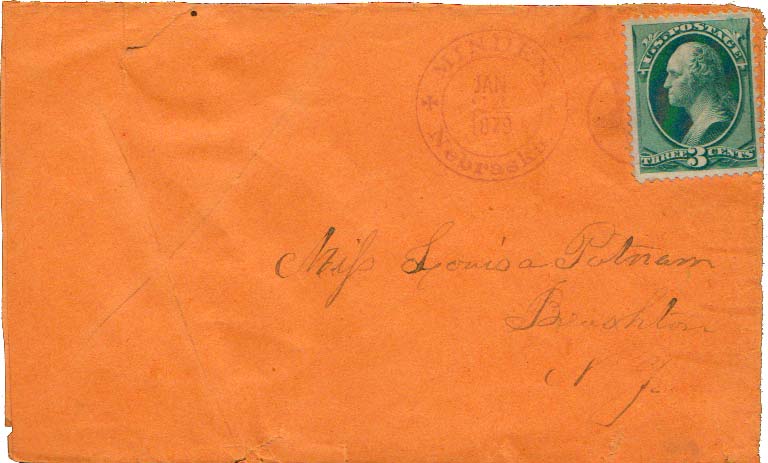 MINDEN
JAN
1879
Nebraska
U.S. POSTAGE
THREE 3 CENTS
Miss Louisa Putnam
Brighton
N Y